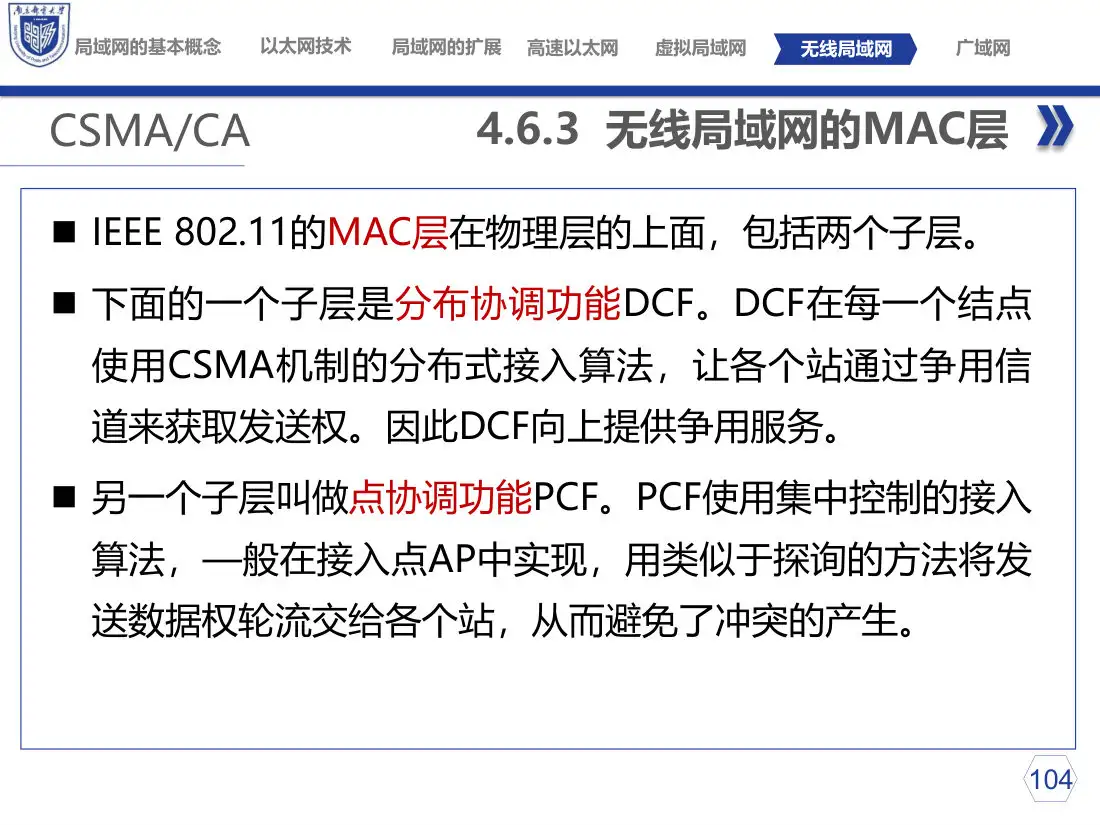 南京邮电大学
局域网的基本概念
以太网技术
局域网的扩展
高速以太网
虚拟局域网
无线局域网
广域网
CSMA/CA
4.6.3 无线局域网的MAC层
■ IEEE 802.11的MAC层在物理层的上面，包括两个子层。
■ 下面的一个子层是分布协调功能DCF。DCF在每一个结点
使用CSMA机制的分布式接入算法，让各个站通过争用信
道来获取发送权。因此DCF向上提供争用服务。
■ 另一个子层叫做点协调功能PCF。PCF使用集中控制的接入
算法，—般在接入点AP中实现，用类似于探询的方法将发
送数据权轮流交给各个站，从而避免了冲突的产生。
104